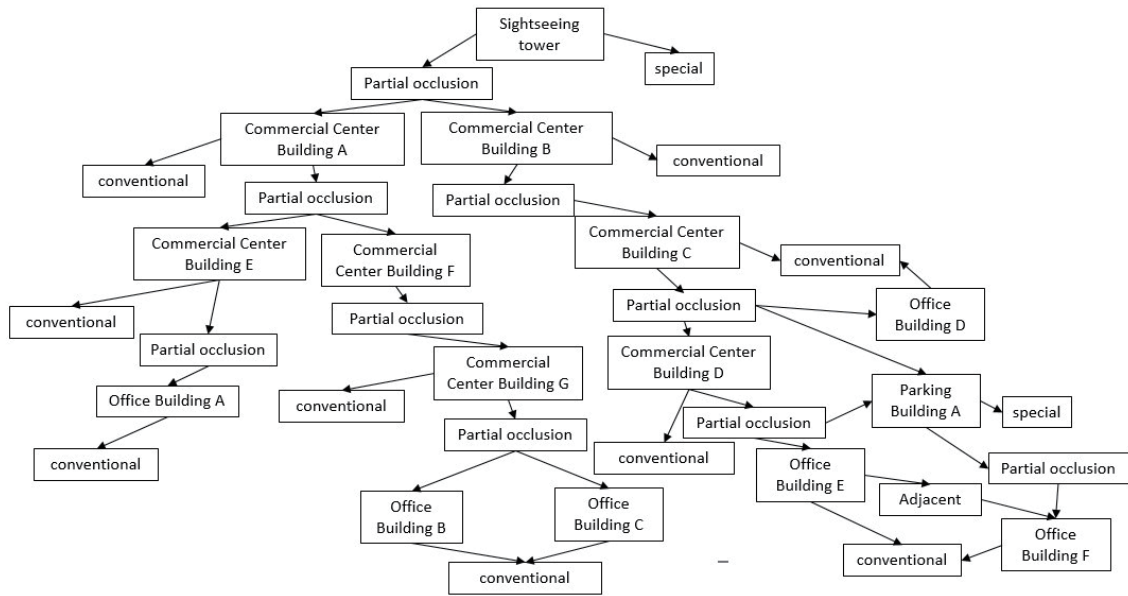 Sightseeing
tower
special
Partial occlusion
Commercial Center
Building A
Commercial Center
Building B
conventional
conventional
Partial occlusion
Partial occlusion
Commercial Center
Building E
Commercial
Center Building F
Commercial Center
Building C
conventional
conventional
Partial occlusion
Partial occlusion
Office
Building D
Partial occlusion
Commercial
Center Building G
Commercial Center
Building D
Office Building A
conventional
Parking
Building A
special
Partial occlusion
Partial occlusion
conventional
conventional
Office
Building E
Partial occlusion
Adjacent
Office
Building B
Office
Building C
Office
Building F
conventional
conventional